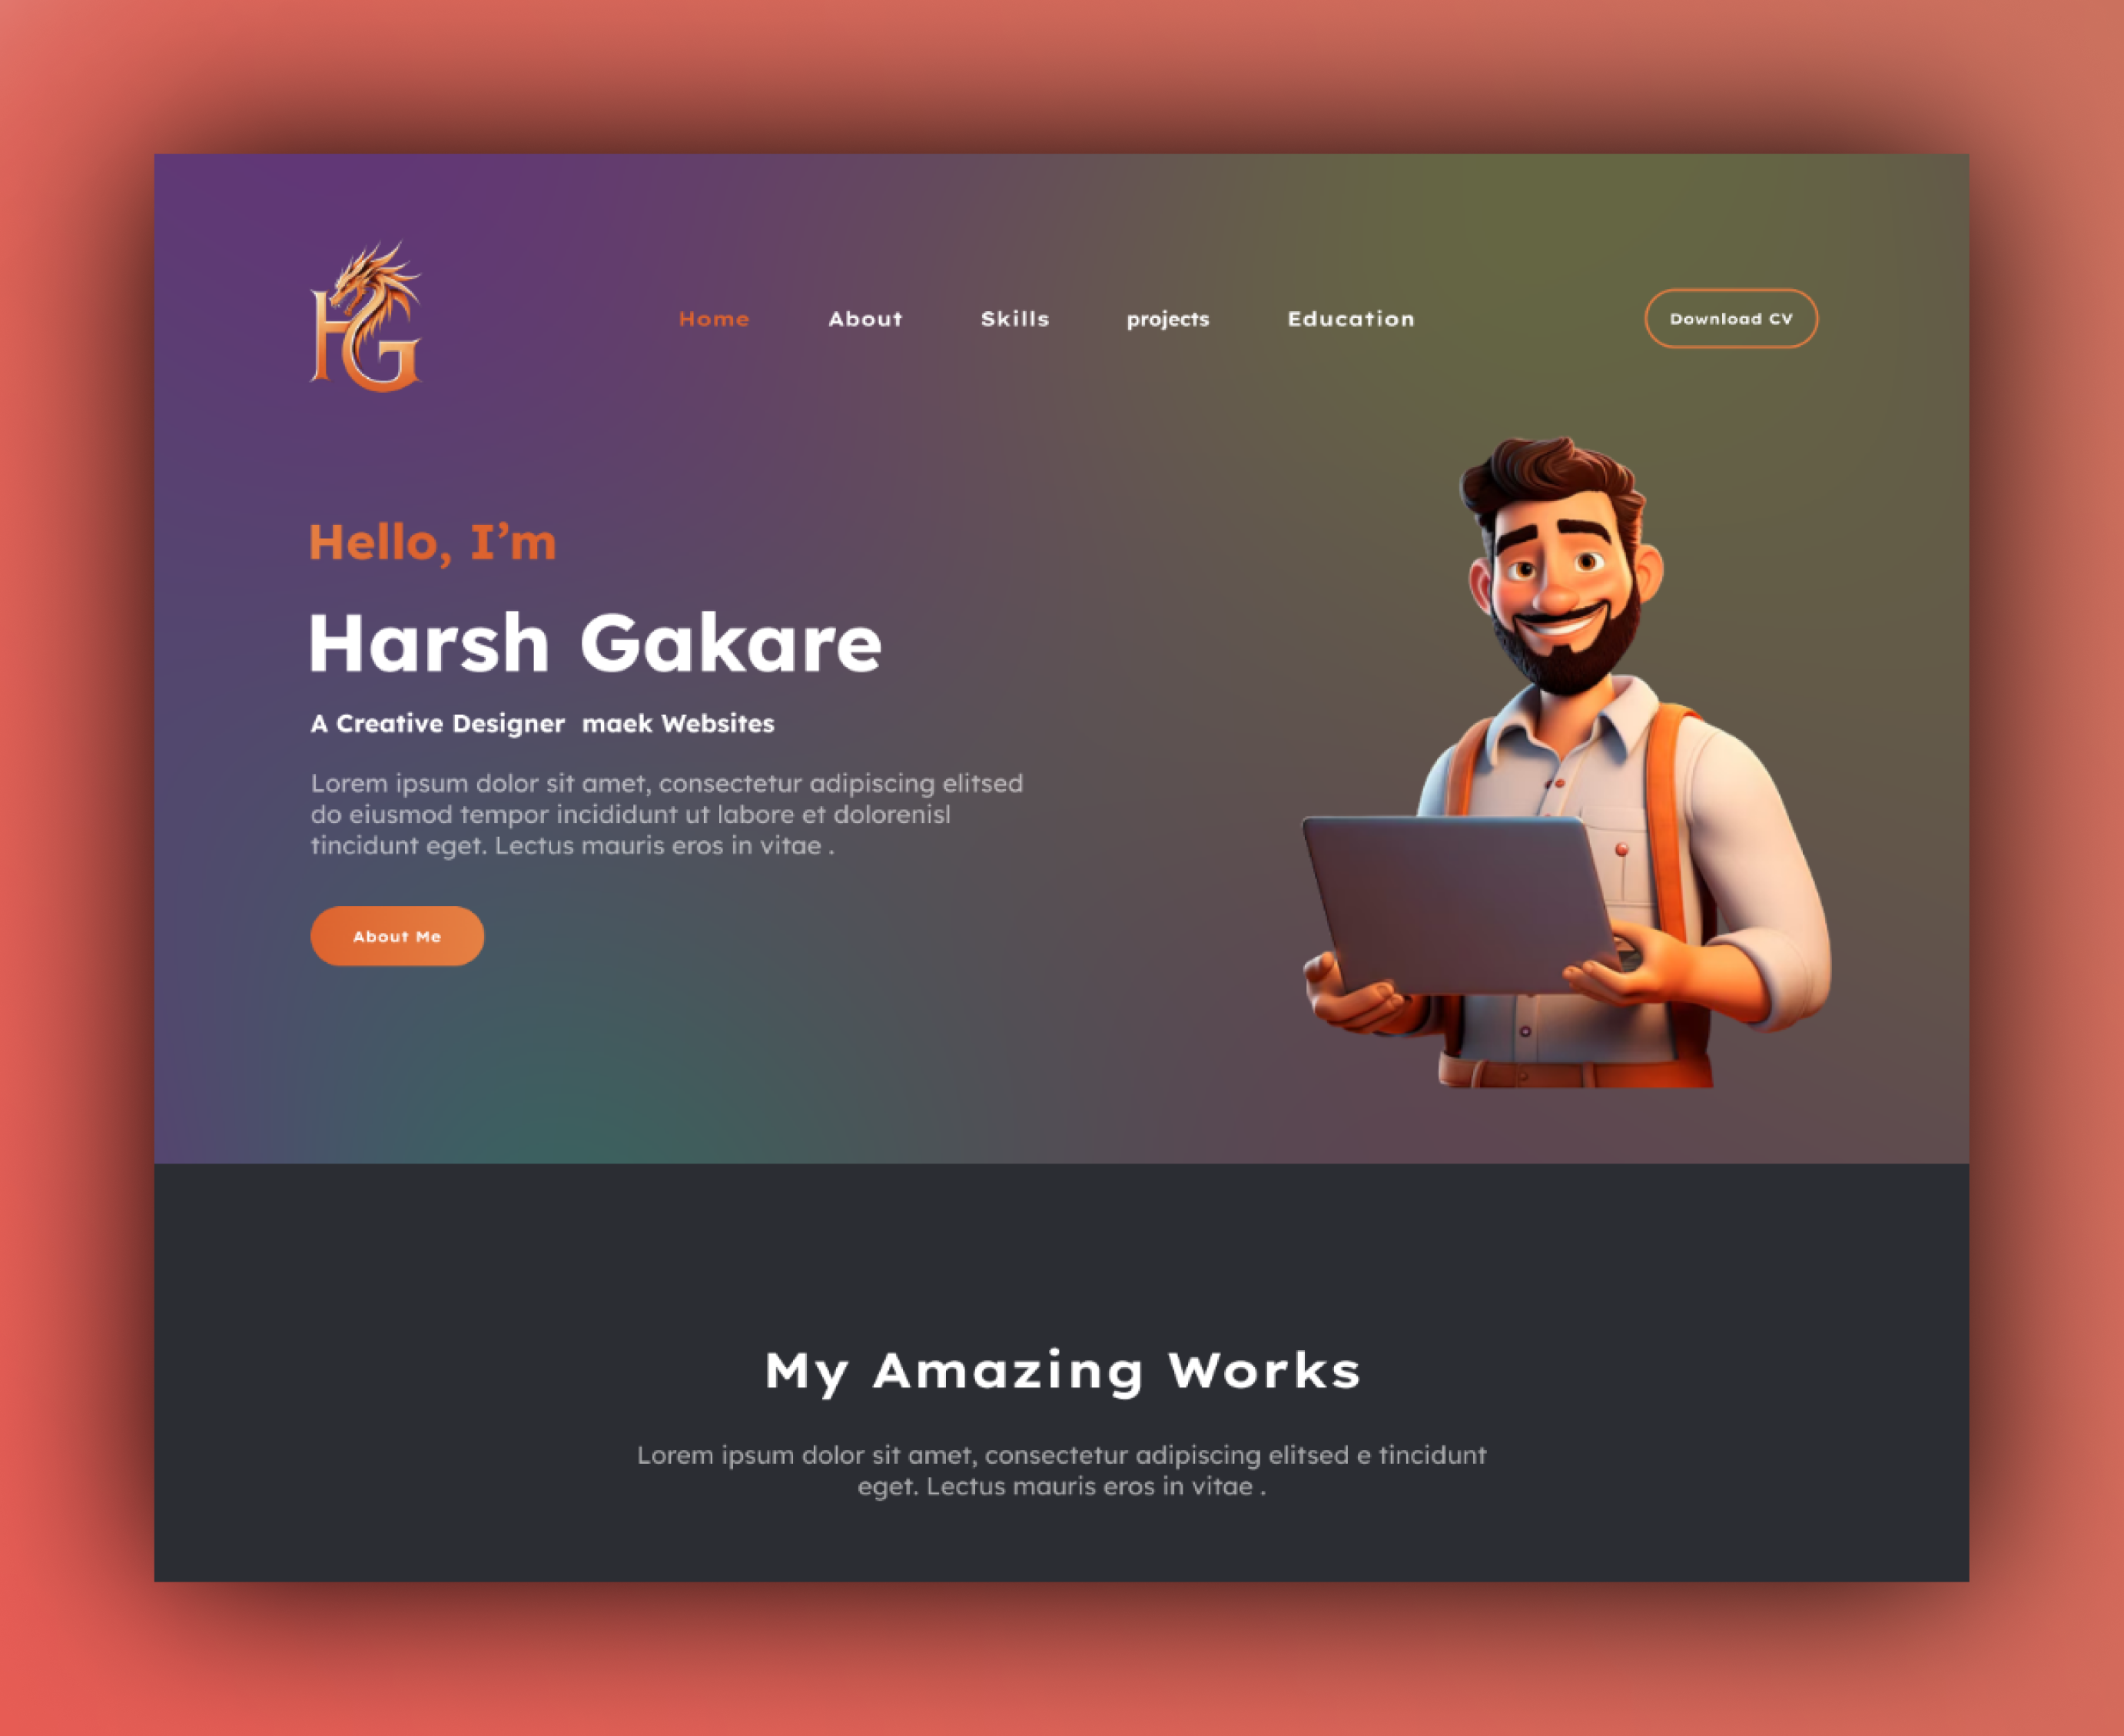 HG
Home About Skills projects Education Download CV
Hello, I’m
Harsh Gakare
A Creative Designer  maek Websites
Lorem ipsum dolor sit amet, consectetur adipiscing elitsed
do eiusmod tempor incididunt ut labore et dolorenisl
tincidunt eget. Lectus mauris eros in vitae .
About Me
My Amazing Works
Lorem ipsum dolor sit amet, consectetur adipiscing elitsed e tincidunt
eget. Lectus mauris eros in vitae .